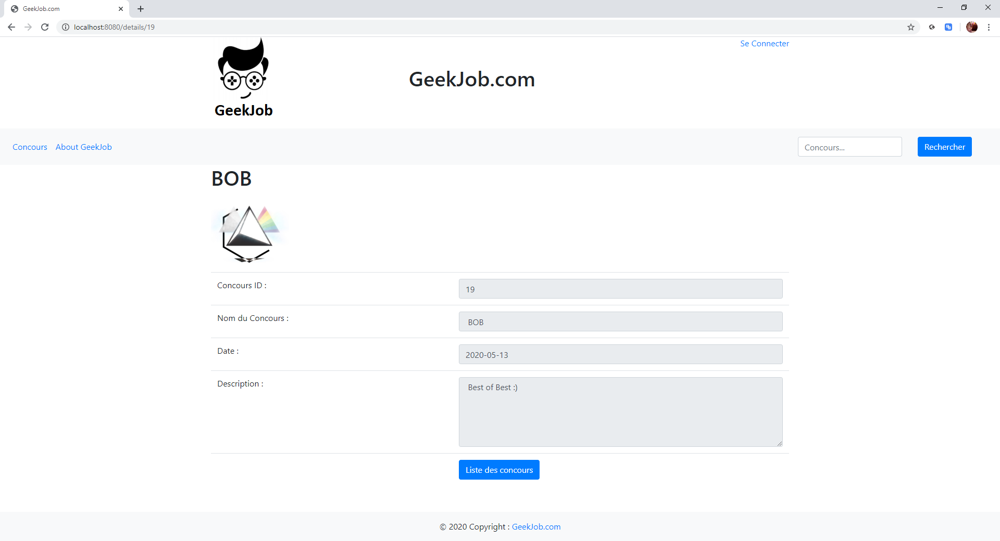 GeekJob.com
localhost:8080/details/19
Se Connecter
GeekJob.com
GeekJob
Concours About GeekJob Concours... Rechercher
BOB
Concours ID : 19
Nom du Concours : BOB
Date : 2020-05-13
Description : Best of Best :)
Liste des concours
© 2020 Copyright : GeekJob.com